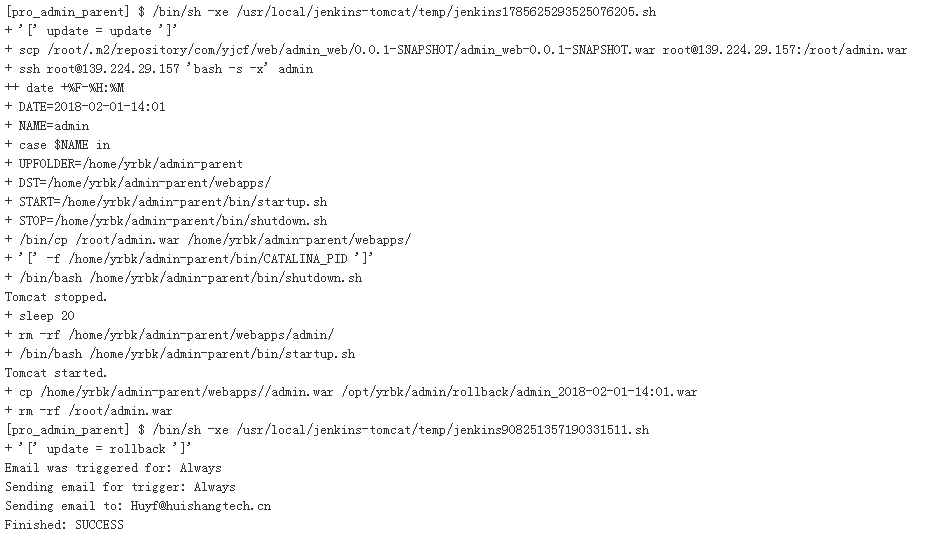 [pro_admin_parent] $ /bin/sh -xe /usr/local/jenkins-tomcat/temp/jenkins1785625293525076205.sh
+ '[' update = update ']'
+ scp /root/.m2/repository/com/yjcf/web/admin_web/0.0.1-SNAPSHOT/admin_web-0.0.1-SNAPSHOT.war root@139.224.29.157:/root/admin.war
+ ssh root@139.224.29.157 'bash -s -x' admin
++ date +%F-%H:%M
+ DATE=2018-02-01-14:01
+ NAME=admin
+ case $NAME in
+ UPFOLDER=/home/yrbk/admin-parent
+ DST=/home/yrbk/admin-parent/webapps/
+ START=/home/yrbk/admin-parent/bin/startup.sh
+ STOP=/home/yrbk/admin-parent/bin/shutdown.sh
+ /bin/cp /root/admin.war /home/yrbk/admin-parent/webapps/
+ '[' -f /home/yrbk/admin-parent/bin/CATALINA_PID ']'
+ /bin/bash /home/yrbk/admin-parent/bin/shutdown.sh
Tomcat stopped.
+ sleep 20
+ rm -rf /home/yrbk/admin-parent/webapps/admin/
+ /bin/bash /home/yrbk/admin-parent/bin/startup.sh
Tomcat started.
+ cp /home/yrbk/admin-parent/webapps//admin.war /opt/yrbk/admin/rollback/admin_2018-02-01-14:01.war
+ rm -rf /root/admin.war
[pro_admin_parent] $ /bin/sh -xe /usr/local/jenkins-tomcat/temp/jenkins908251357190331511.sh
+ '[' update = rollback ']'
Email was triggered for: Always
Sending email for trigger: Always
Sending email to: Huyf@huishangtech.cn
Finished: SUCCESS